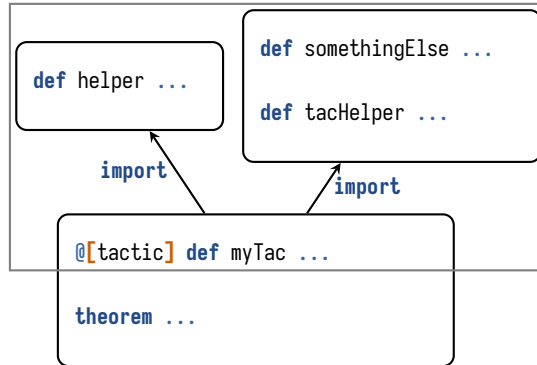 def helper ...
def somethingElse ...
def tacHelper ...
import
import
@[tactic] def myTac ...
theorem ...